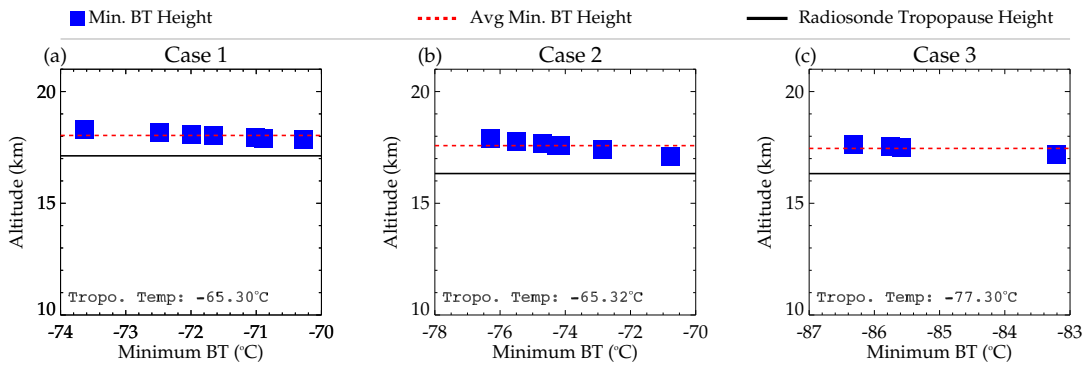 Min. BT Height Avg Min. BT Height Radiosonde Tropopause Height
(a) Case 1 (b) Case 2 (c) Case 3
20 20 20
15 15 15
10 10 10
Altitude (km) Altitude (km) Altitude (km)
Tropo. Temp: -65.30°C Tropo. Temp: -65.32°C Tropo. Temp: -77.30°C
-74 -73 -72 -71 -70 -78 -76 -74 -72 -70 -87 -86 -85 -84 -83
Minimum BT (°C) Minimum BT (°C) Minimum BT (°C)